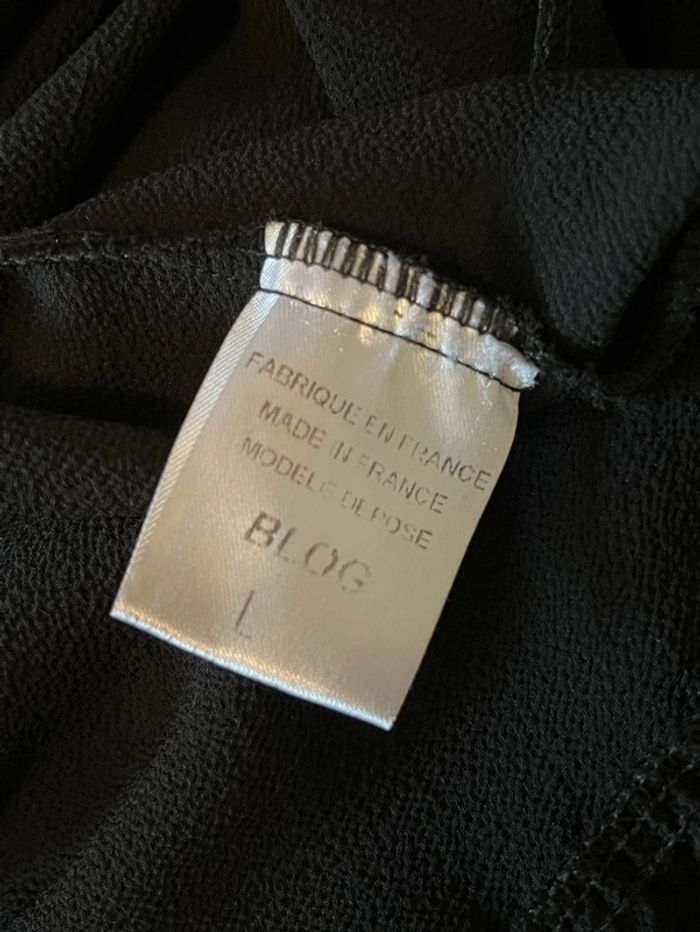 FABRIQUE EN FRANCE
MADE IN FRANCE
MODELE DEPOSE
BLOG
L